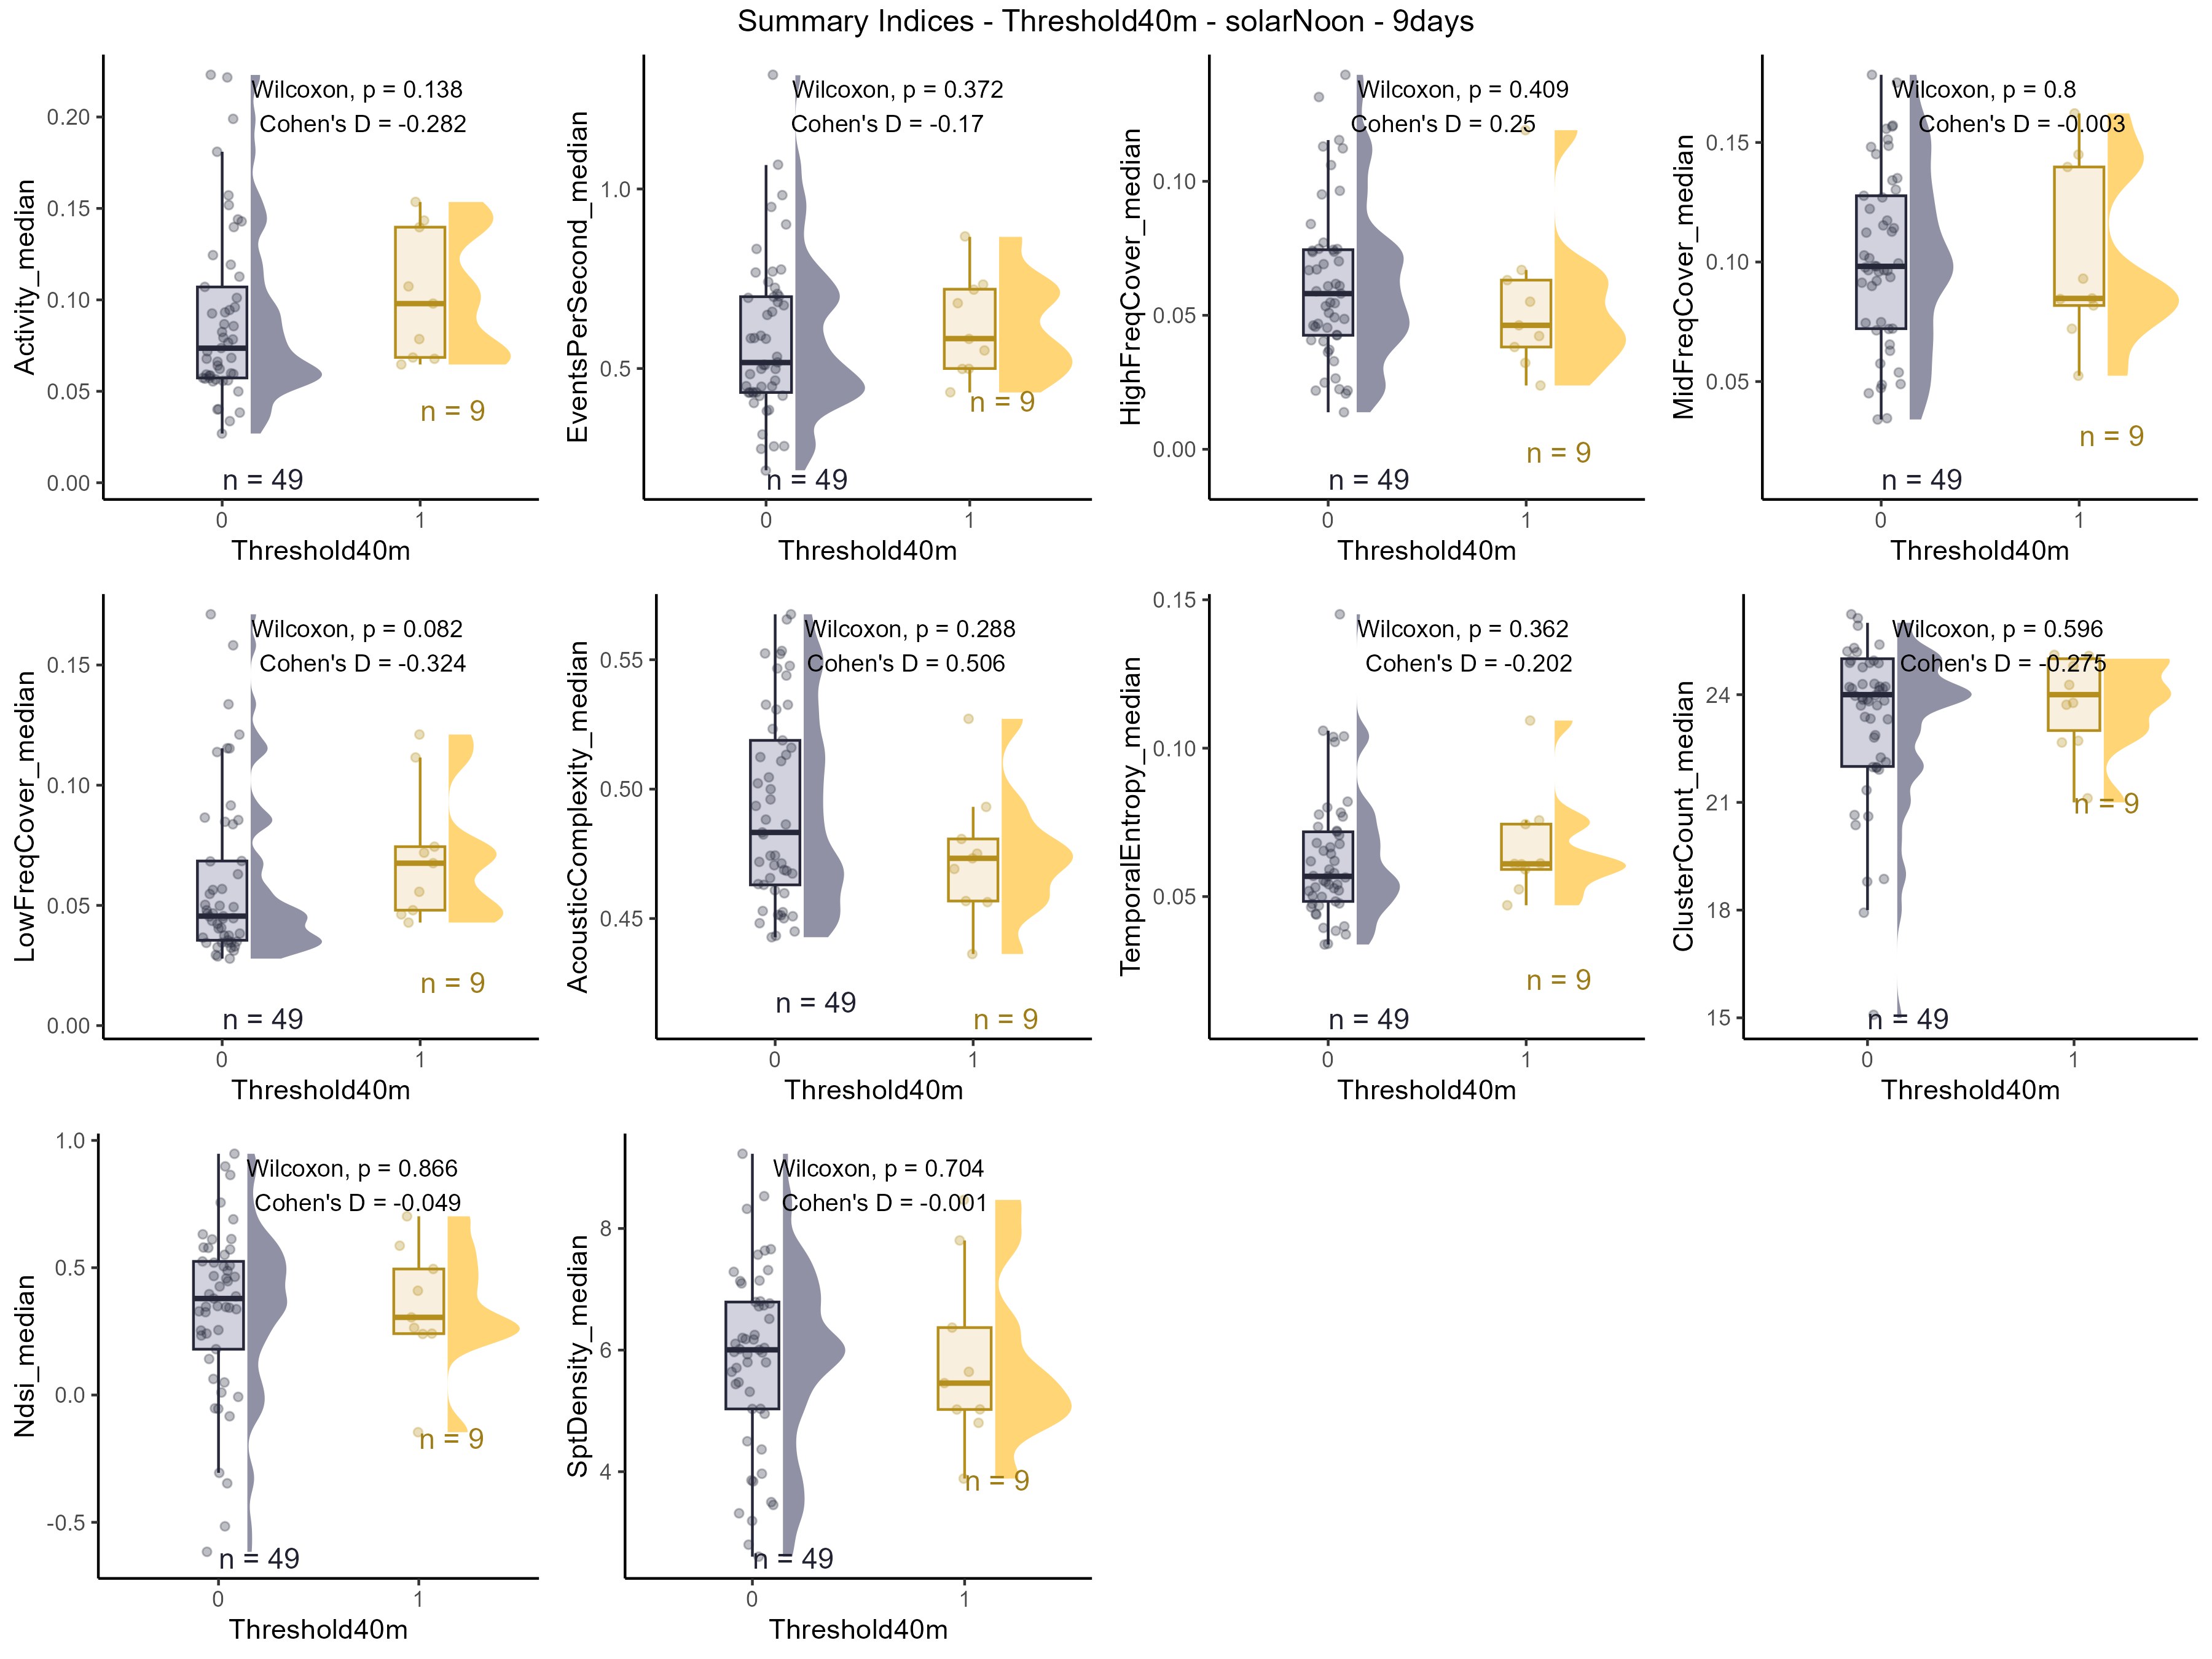 Summary Indices - Threshold40m - solarNoon - 9days
Activity_median
0.20
0.15
0.10
0.05
0.00
Wilcoxon, p = 0.138
Cohen's D = -0.282
n = 49
n = 9
0
1
Threshold40m
EventsPerSecond_median
1.0
0.5
Wilcoxon, p = 0.372
Cohen's D = -0.17
n = 49
n = 9
0
1
Threshold40m
HighFreqCover_median
0.10
0.05
0.00
Wilcoxon, p = 0.409
Cohen's D = 0.25
n = 49
n = 9
0
1
Threshold40m
MidFreqCover_median
0.15
0.10
0.05
Wilcoxon, p = 0.8
Cohen's D = -0.003
n = 49
n = 9
0
1
Threshold40m
LowFreqCover_median
0.15
0.10
0.05
0.00
Wilcoxon, p = 0.082
Cohen's D = -0.324
n = 49
n = 9
0
1
Threshold40m
AcousticComplexity_median
0.55
0.50
0.45
Wilcoxon, p = 0.288
Cohen's D = 0.506
n = 49
n = 9
0
1
Threshold40m
TemporalEntropy_median
0.15
0.10
0.05
Wilcoxon, p = 0.362
Cohen's D = -0.202
n = 49
n = 9
0
1
Threshold40m
ClusterCount_median
24
21
18
15
Wilcoxon, p = 0.596
Cohen's D = -0.275
n = 49
n = 9
0
1
Threshold40m
Ndsi_median
1.0
0.5
0.0
-0.5
Wilcoxon, p = 0.866
Cohen's D = -0.049
n = 49
n = 9
0
1
Threshold40m
SptDensity_median
8
6
4
Wilcoxon, p = 0.704
Cohen's D = -0.001
n = 49
n = 9
0
1
Threshold40m